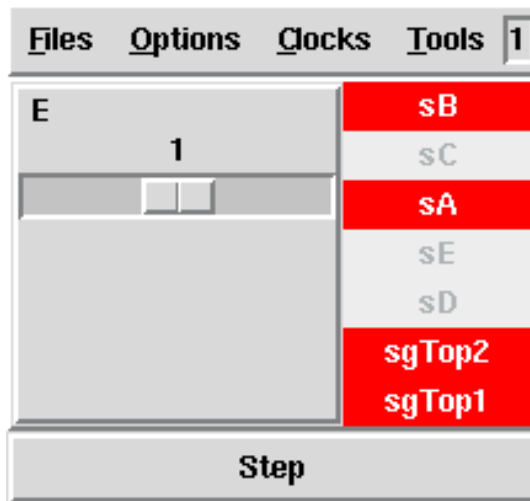 Files Options Clocks Tools 1
E
1
sB
sC
sA
sE
sD
sgTop2
sgTop1
Step